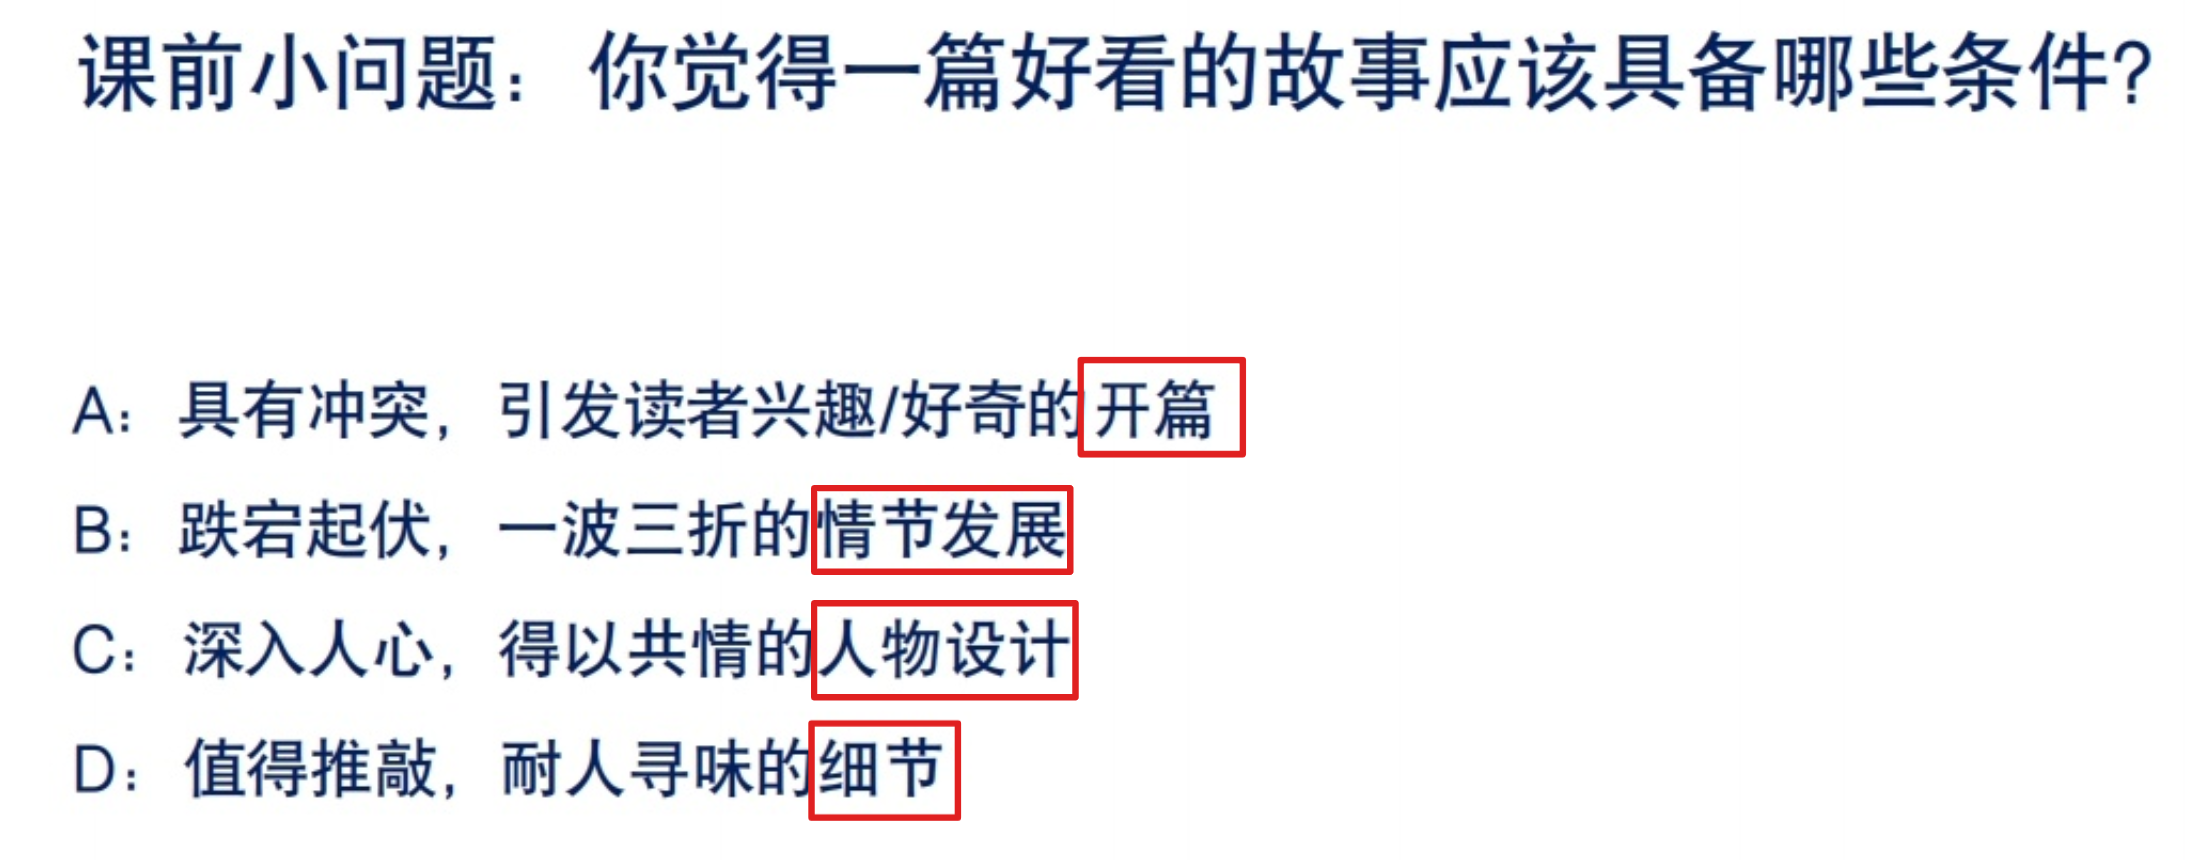 课前小问题：你觉得一篇好看的故事应该具备哪些条件?
A：具有冲突，引发读者兴趣/好奇的开篇
B：跌宕起伏，一波三折的情节发展
C：深入人心，得以共情的人物设计
D：值得推敲，耐人寻味的细节